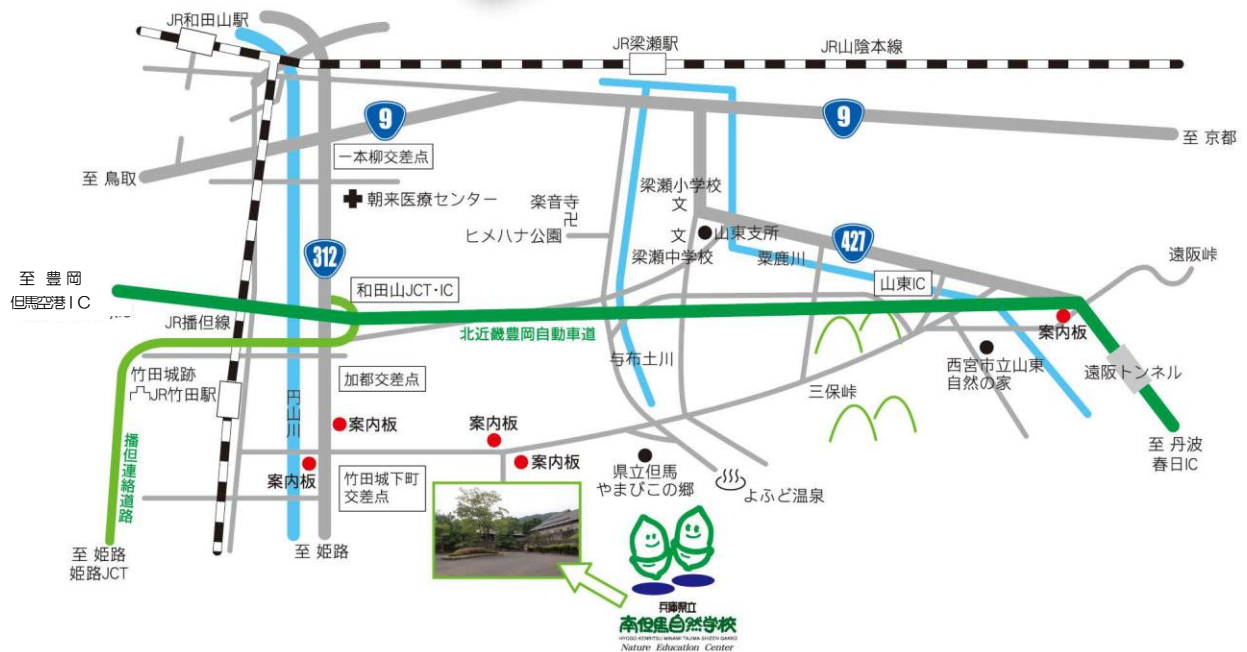 JR和田山駅
JR梁瀬駅
JR山陰本線
9
9
至 京都
一本柳交差点
至 鳥取
朝来医療センター
楽音寺
卍
ヒメハナ公園
梁瀬小学校
文
文
山東支所
梁瀬中学校
粟鹿川
427
遠阪峠
312
至 豊岡
但馬空港IC
和田山JCT・IC
山東IC
JR播但線
北近畿豊岡自動車道
案内板
与布土川
西宮市立山東
自然の家
遠阪トンネル
竹田城跡
JR竹田駅
加都交差点
三保峠
円山川
案内板
案内板
案内板
案内板
播但連絡道路
竹田城下町
交差点
県立但馬
やまびこの郷
よふど温泉
至 丹波
春日IC
至 姫路
姫路JCT
至 姫路
兵庫県立
南但馬自然学校
HYOGO KENRITSU MINAMI TAJIMA SHIZEN GAKKO
Nature Education Center